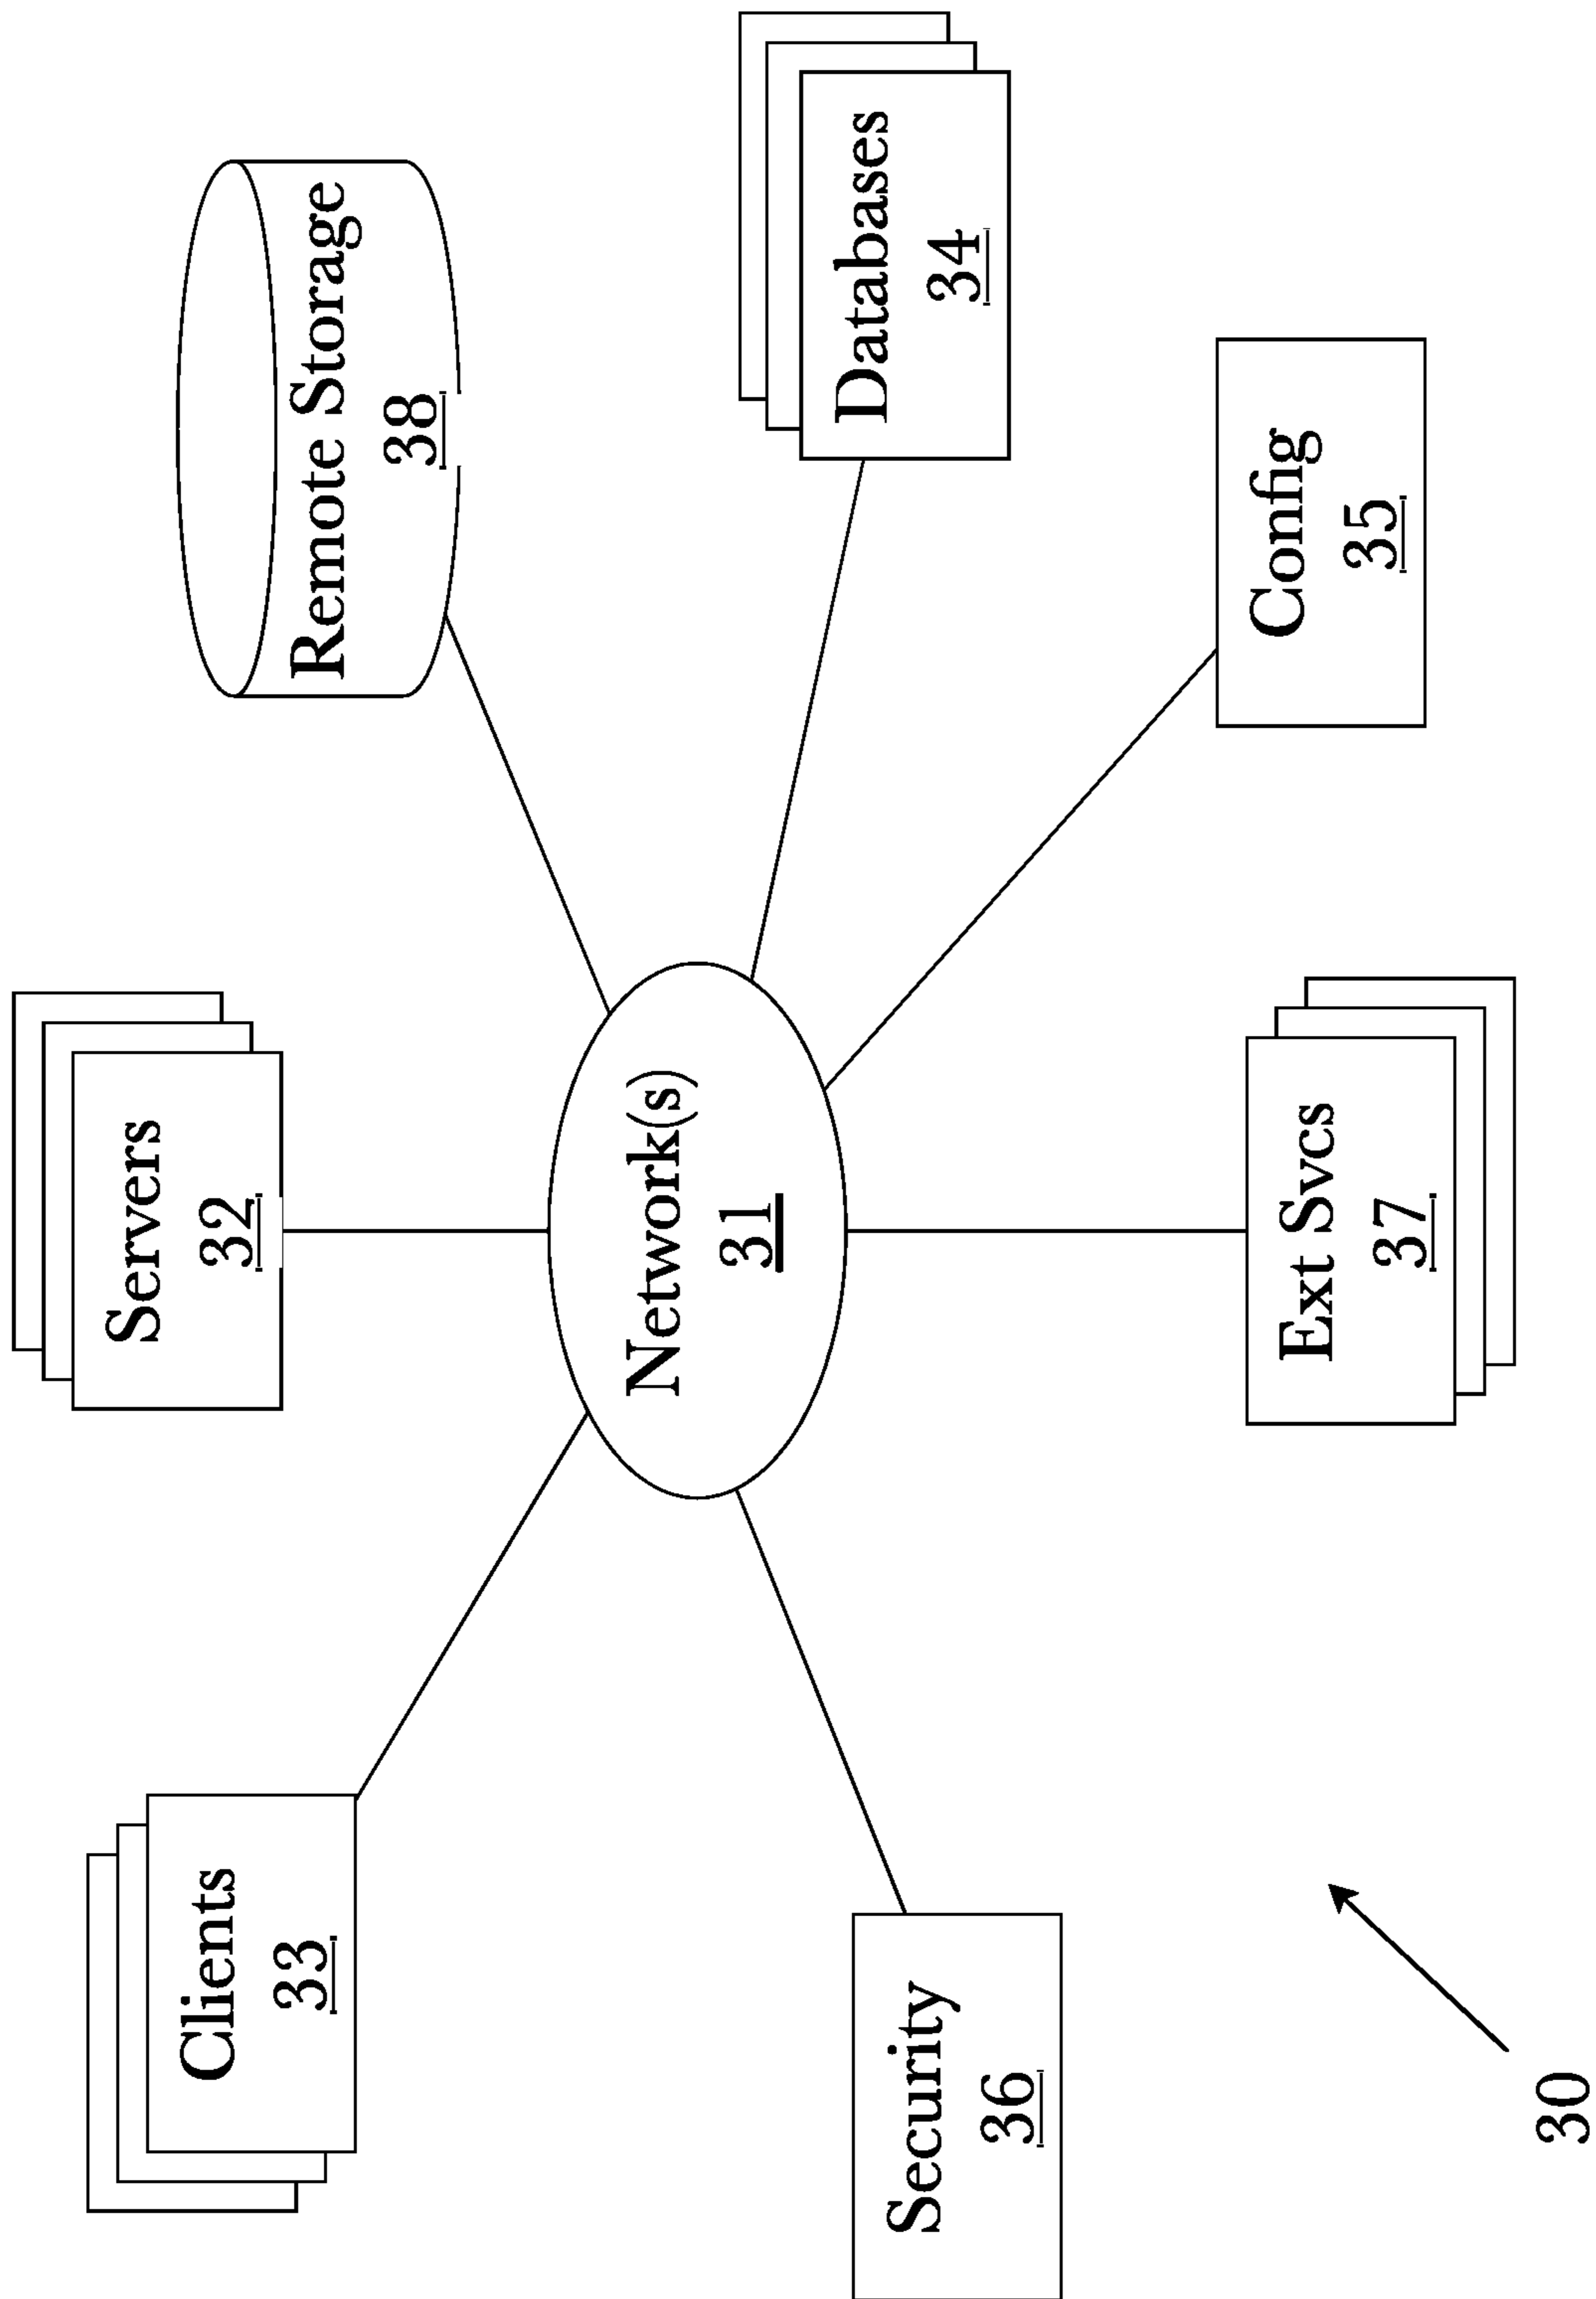 Servers
32
Remote Storage
38
Clients
33
Network(s)
31
Databases
34
Security
36
Ext Svcs
37
Config
35
30